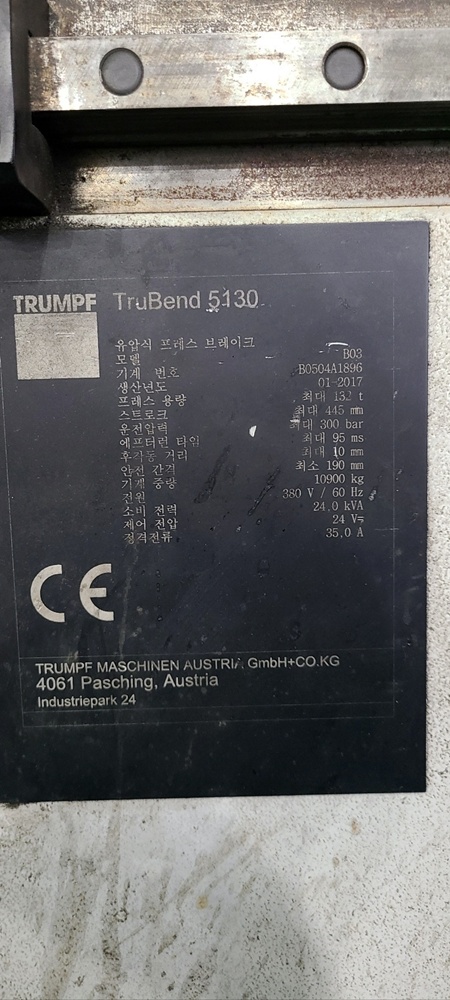 TRUMPF TruBend 5130
유압식 프레스 브레이크
모델 B03
기계 번호 B0504A1896
생산년도 01-2017
프레스 용량 최대 132 t
스트로크 최대 445 mm
운전압력 최대 300 bar
에프터런 타임 최대 95 ms
후각동 거리 최대 10 mm
안전 간격 최소 190 mm
기계 중량 10900 kg
전원 380 V / 60 Hz
소비 전력 24.0 kVA
제어 전압 24 V
정격전류 35.0 A
CE
TRUMPF MASCHINEN AUSTRIA GmbH+CO.KG
4061 Pasching, Austria
Industriepark 24